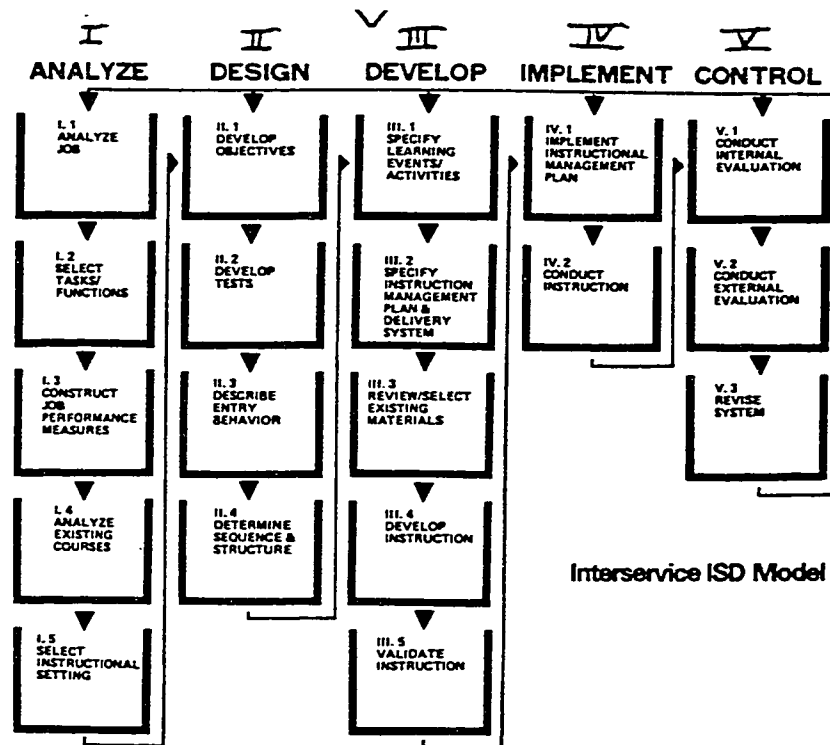 I
II
III
IV
V
ANALYZE
DESIGN
DEVELOP
IMPLEMENT
CONTROL
I. 1
ANALYZE
JOB
I. 2
SELECT
TASKS/
FUNCTIONS
I. 3
CONSTRUCT
JOB
PERFORMANCE
MEASURES
I. 4
ANALYZE
EXISTING
COURSES
I. 5
SELECT
INSTRUCTIONAL
SETTING
II. 1
DEVELOP
OBJECTIVES
II. 2
DEVELOP
TESTS
II. 3
DESCRIBE
ENTRY
BEHAVIOR
II. 4
DETERMINE
SEQUENCE &
STRUCTURE
III. 1
SPECIFY
LEARNING
EVENTS/
ACTIVITIES
III. 2
SPECIFY
INSTRUCTION
MANAGEMENT
PLAN &
DELIVERY
SYSTEM
III. 3
REVIEW/SELECT
EXISTING
MATERIALS
III. 4
DEVELOP
INSTRUCTION
III. 5
VALIDATE
INSTRUCTION
IV. 1
IMPLEMENT
INSTRUCTIONAL
MANAGEMENT
PLAN
IV. 2
CONDUCT
INSTRUCTION
V. 1
CONDUCT
INTERNAL
EVALUATION
V. 2
CONDUCT
EXTERNAL
EVALUATION
V. 3
REVISE
SYSTEM
Interservice ISD Model